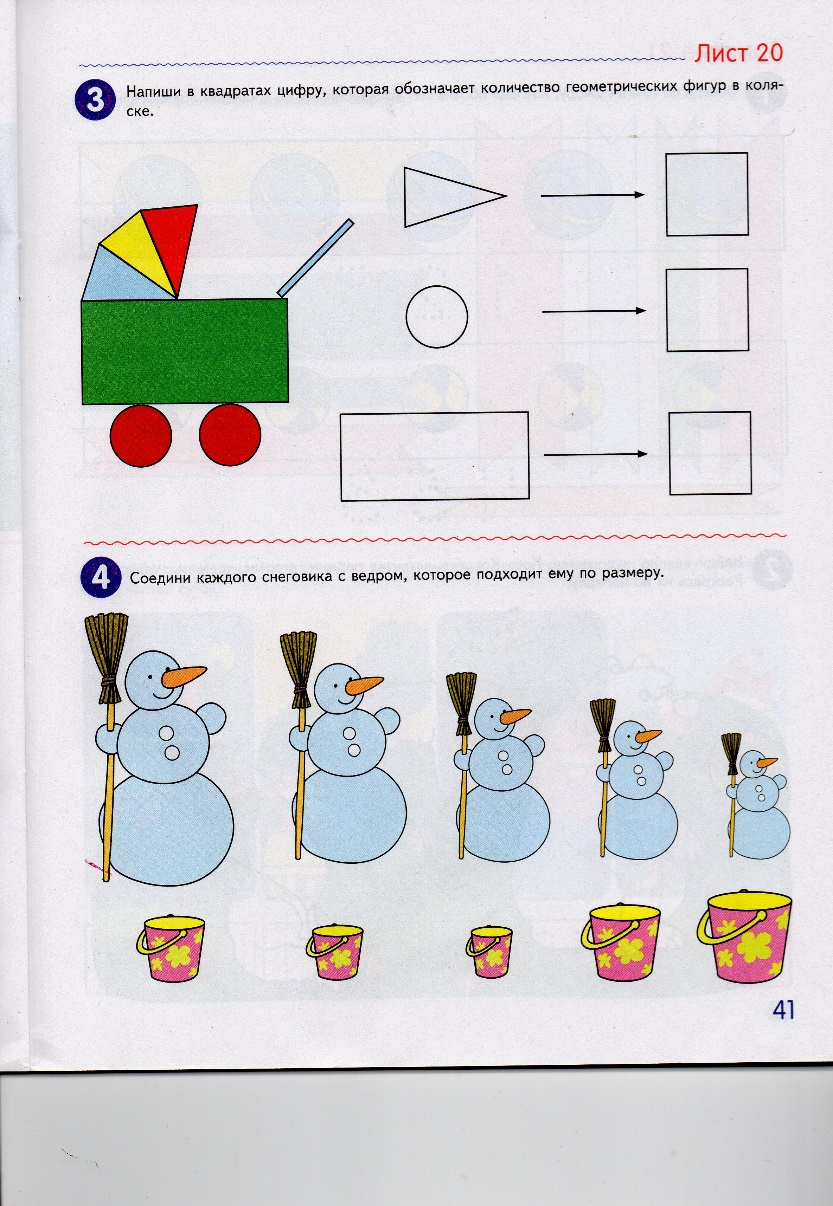 Лист 20
3 Напиши в квадратах цифру, которая обозначает количество геометрических фигур в коля-
ске.
4 Соедини каждого снеговика с ведром, которое подходит ему по размеру.
41